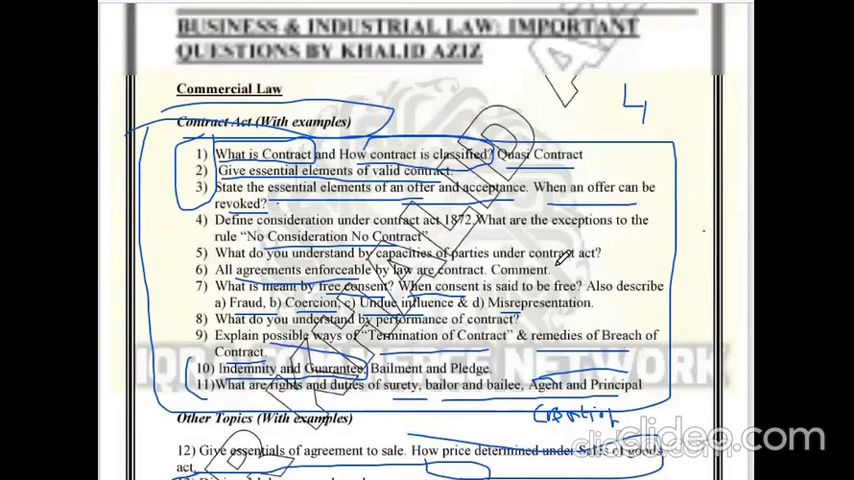 BUSINESS & INDUSTRIAL LAW: IMPORTANT
QUESTIONS BY KHALID AZIZ
Commercial Law
4
Contract Act (With examples)
1) What is Contract and How contract is classified? Quasi Contract
2) Give essential elements of valid contract.
3) State the essential elements of an offer and acceptance. When an offer can be
revoked?
4) Define consideration under contract act 1872 What are the exceptions to the
rule “No Consideration No Contract”
5) What do you understand by capacities of parties under contract act?
6) All agreements enforceable by law are contract. Comment.
7) What is meant by free consent? When consent is said to be free? Also describe
a) Fraud, b) Coercion, c) Undue influence & d) Misrepresentation.
8) What do you understand by performance of contract?
9) Explain possible ways of “Termination of Contract” & remedies of Breach of
Contract.
10) Indemnity and Guarantee, Bailment and Pledge.
11) What are rights and duties of surety, bailor and bailee, Agent and Principal
Other Topics (With examples)
12) Give essentials of agreement to sale. How price determined under Sales of goods
act.
clideo.com